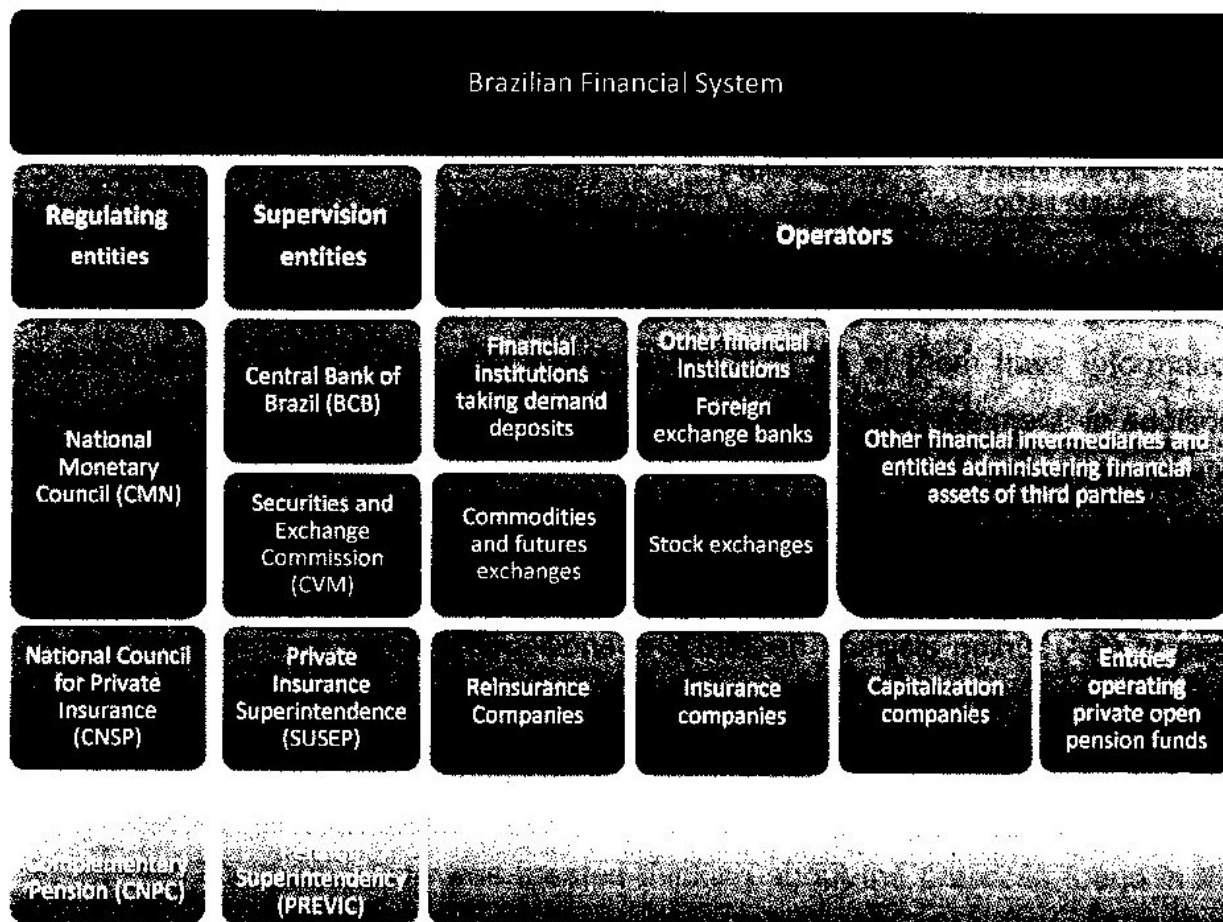 Brazilian Financial System
Regulating
entities
Supervision
entities
Operators
National
Monetary
Council (CMN)
Central Bank of
Brazil (BCB)
Financial
institutions
taking demand
deposits
Other financial
institutions
Foreign
exchange banks
Other financial intermediaries and
entities administering financial
assets of third parties
Securities and
Exchange
Commission
(CVM)
Commodities
and futures
exchanges
Stock exchanges
National Council
for Private
Insurance
(CNSP)
Private
Insurance
Superintendence
(SUSEP)
Reinsurance
Companies
Insurance
companies
Capitalization
companies
Entities
operating
private open
pension funds
Complementary
Pension (CNPC)
Superintendency
(PREVIC)